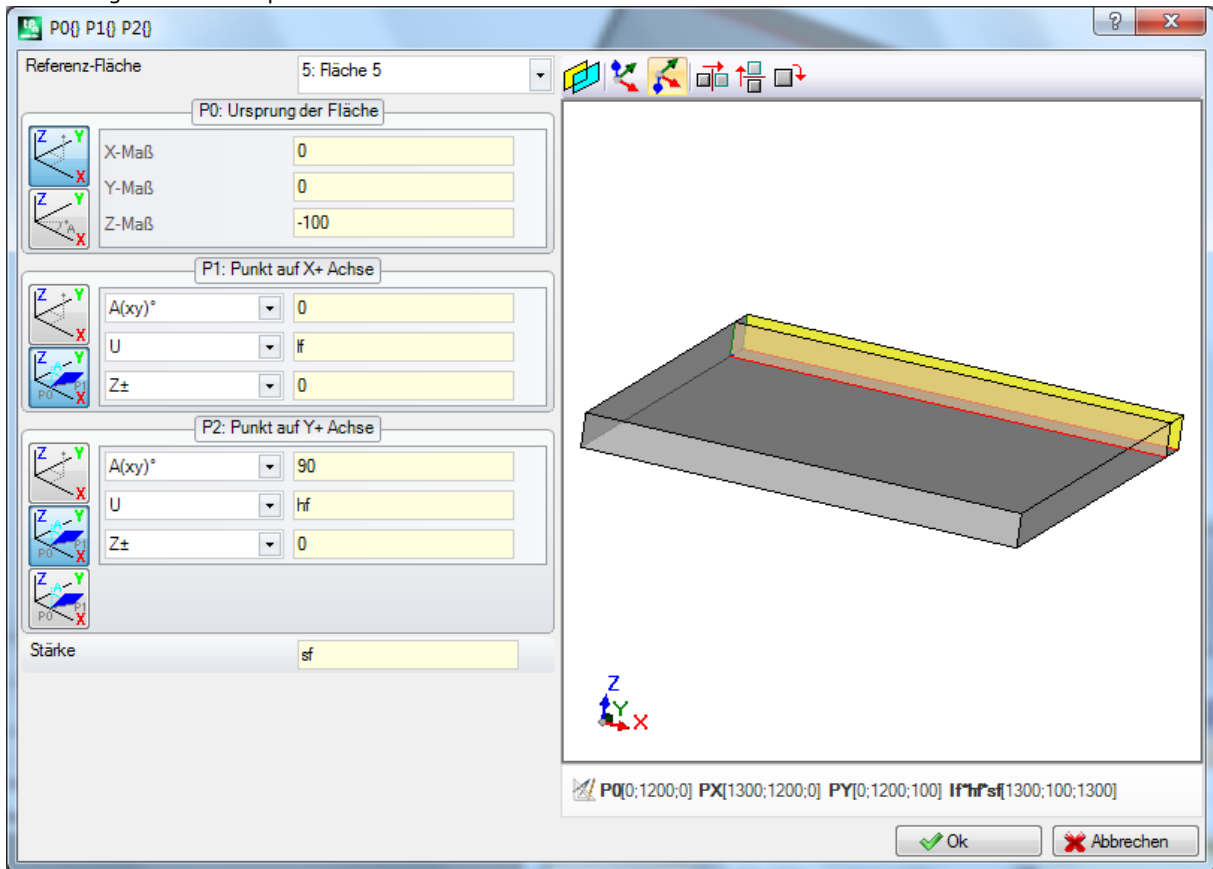 P0{} P1{} P2{}
Referenz-Fläche
5: Fläche 5
P0: Ursprung der Fläche
X-Maß 0
Y-Maß 0
Z-Maß -100
P1: Punkt auf X+ Achse
A(xy)° 0
U lf
Z± 0
P2: Punkt auf Y+ Achse
A(xy)° 90
U hf
Z± 0
Stärke sf
Z
Y
X
P0[0;1200;0] PX[1300;1200;0] PY[0;1200;100] lf*hf*sf[1300;100;1300]
Ok
Abbrechen